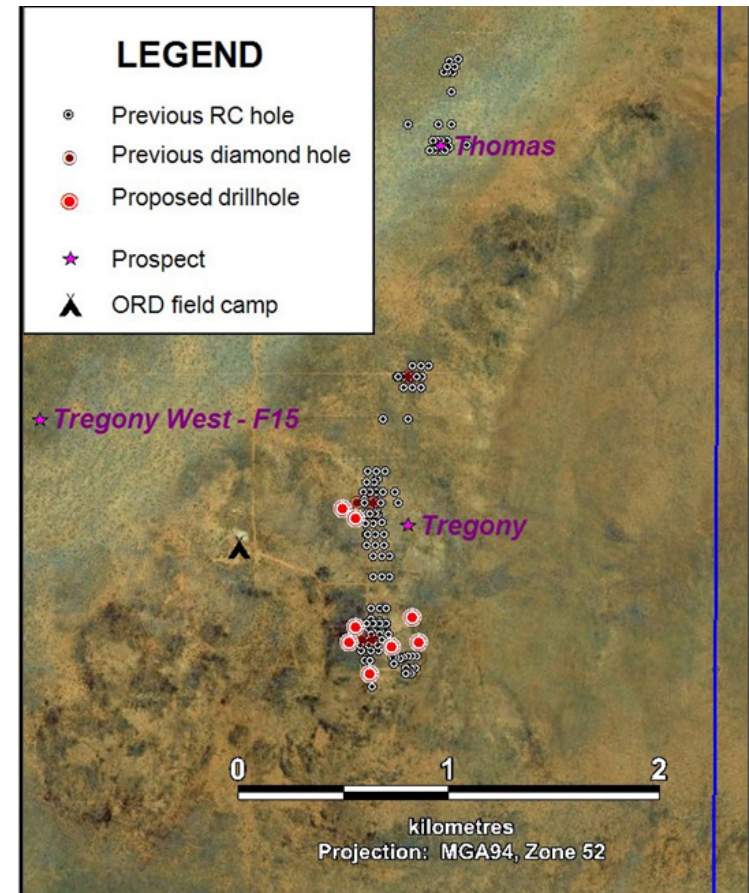 LEGEND
Previous RC hole
Previous diamond hole
Proposed drillhole
Prospect
ORD field camp
Thomas
Tregony West - F15
Tregony
0 1 2
kilometres
Projection: MGA94, Zone 52